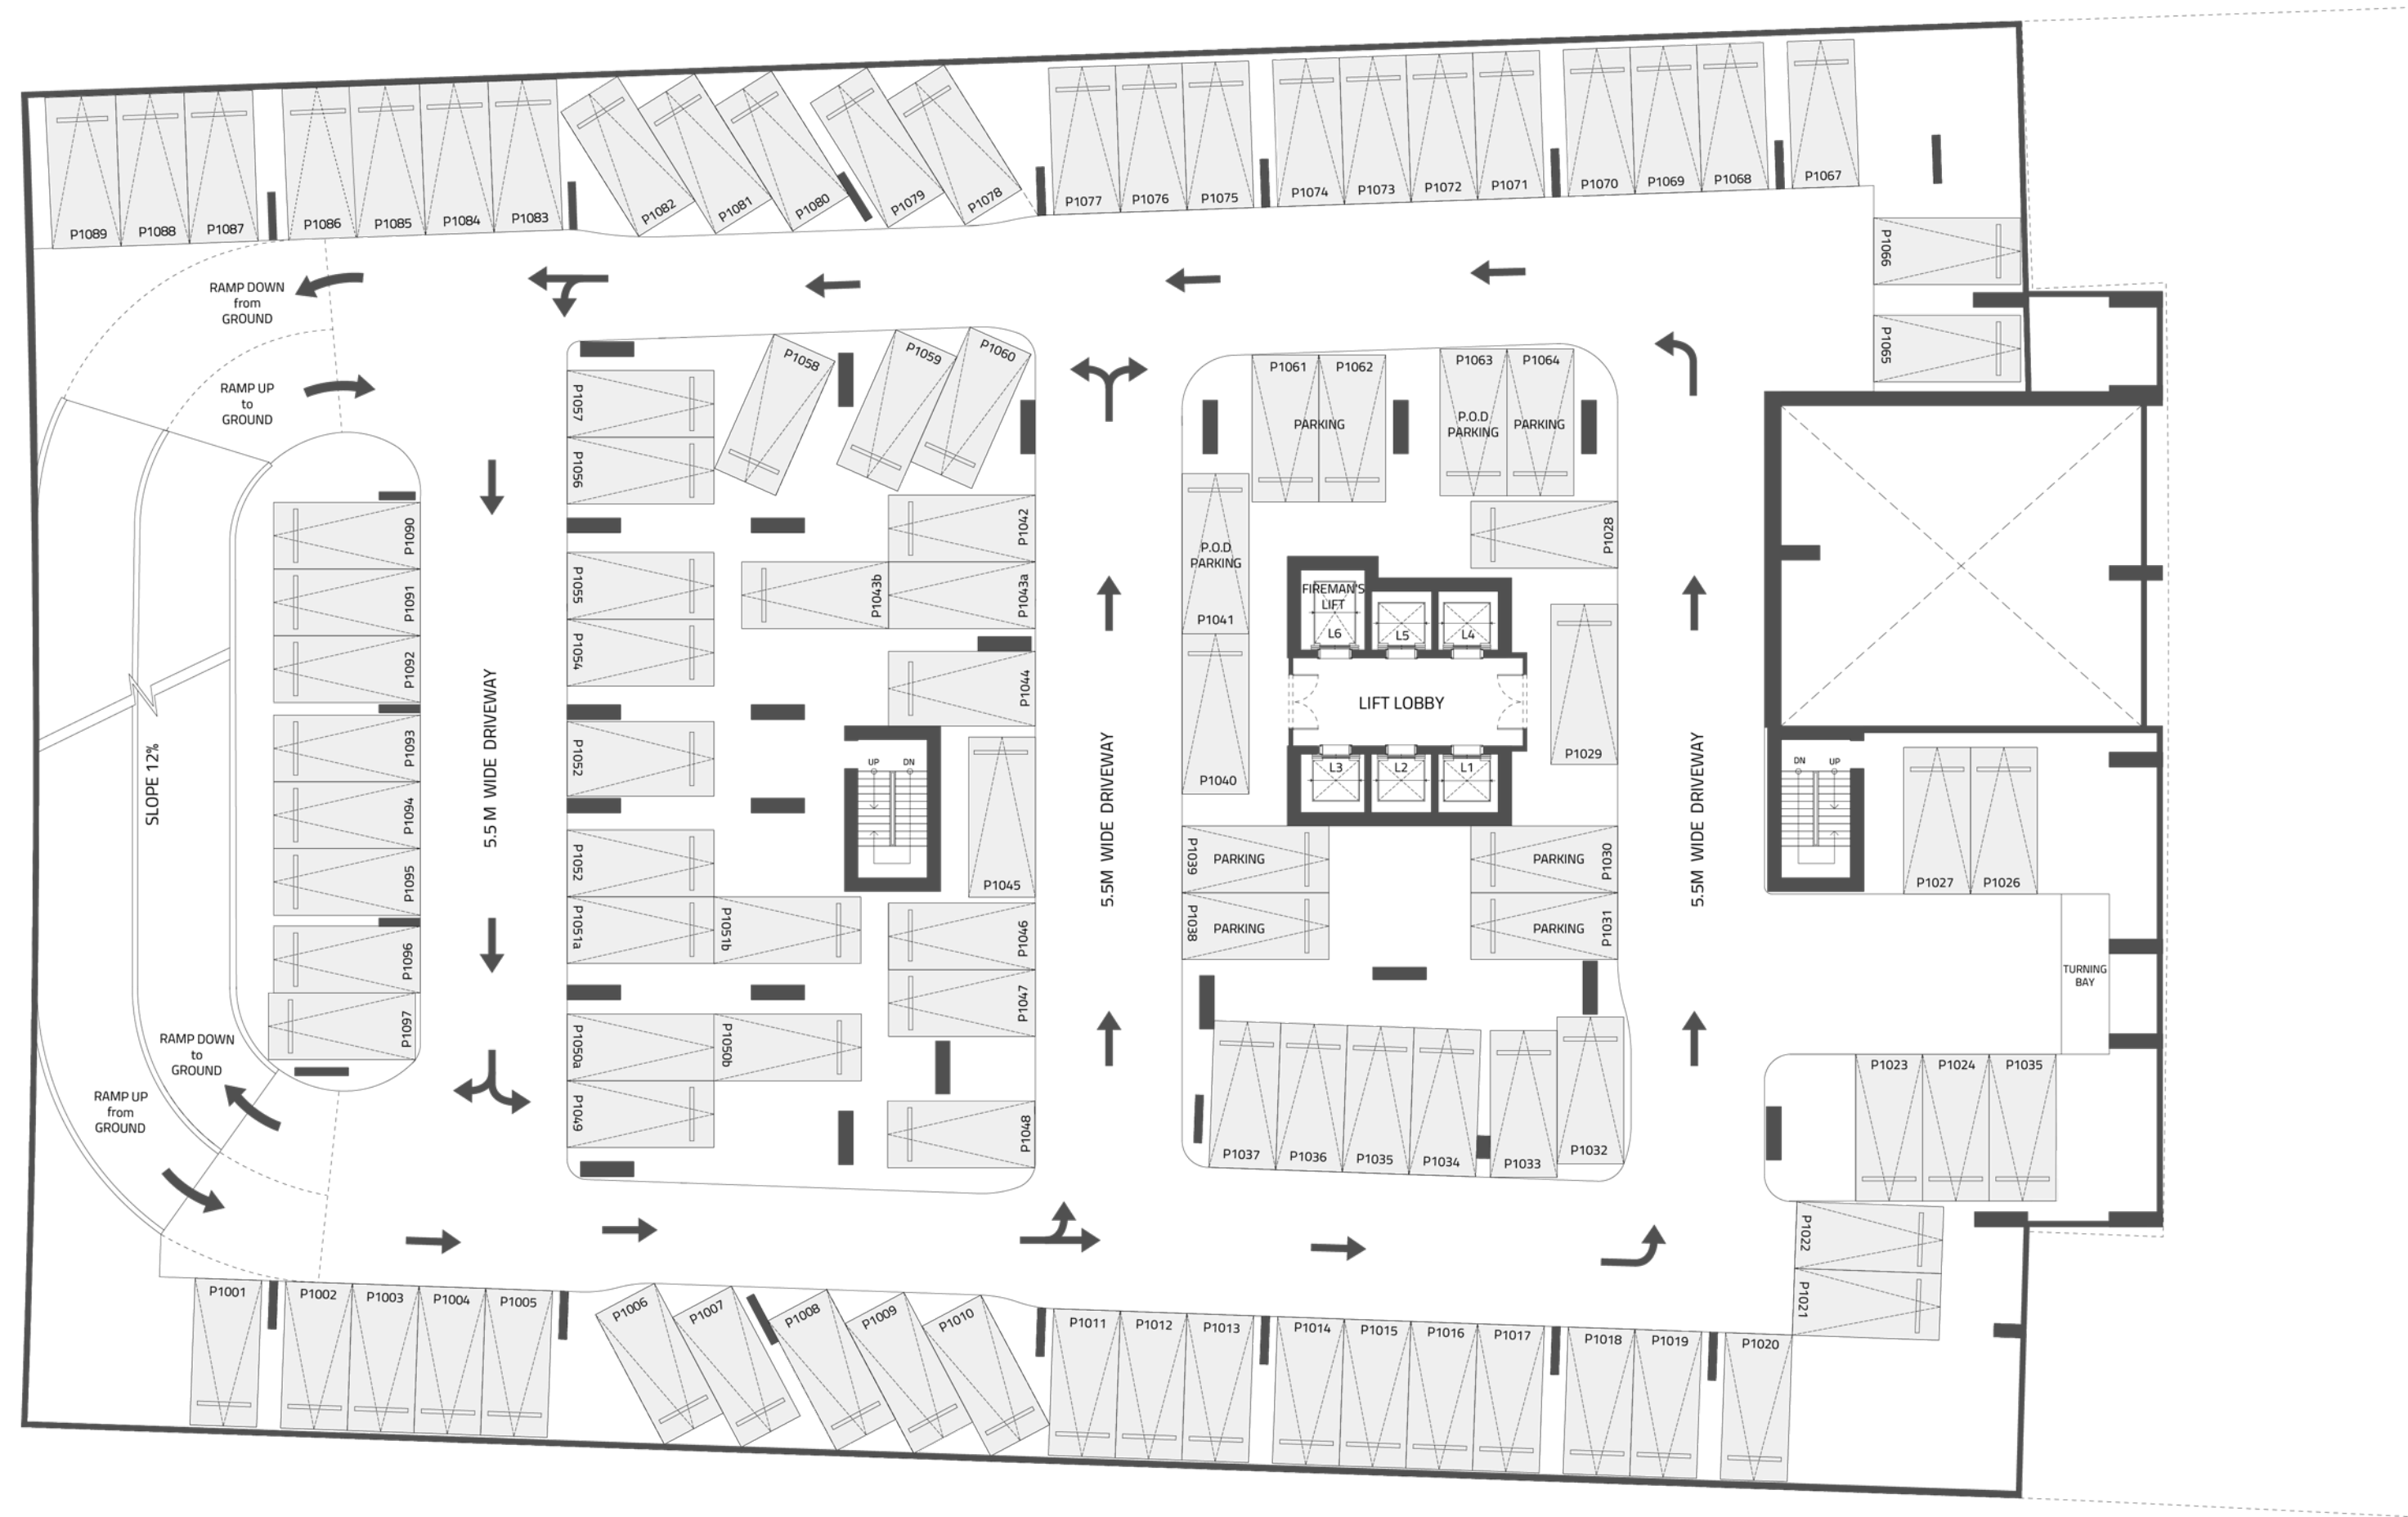 P1089
P1088
P1087
P1086
P1085
P1084
P1083
P1082
P1081
P1080
P1079
P1078
P1077
P1076
P1075
P1074
P1073
P1072
P1071
P1070
P1069
P1068
P1067
P1066
P1065
RAMP DOWN
from
GROUND
RAMP UP
to
GROUND
P1057
P1056
P1058
P1059
P1060
P1061
P1062
PARKING
P1063
P1064
P.O.D
PARKING
PARKING
P1090
P1091
P1092
P1093
P1094
P1095
P1096
P1097
SLOPE 12%
5.5 M WIDE DRIVEWAY
P1055
P1054
P1052
P1052
P1051a
P1051b
P1050a
P1050b
P1049
P1042
P1043b
P1043a
P1044
UP
DN
P1045
P1046
P1047
P1048
5.5M WIDE DRIVEWAY
P.O.D
PARKING
P1041
P1040
P1028
FIREMAN'S
LIFT
L6
L5
L4
LIFT LOBBY
L3
L2
L1
P1029
P1039
PARKING
PARKING
P1030
P1038
PARKING
PARKING
P1031
5.5M WIDE DRIVEWAY
DN
UP
P1027
P1026
TURNING
BAY
RAMP DOWN
to
GROUND
RAMP UP
from
GROUND
P1037
P1036
P1035
P1034
P1033
P1032
P1023
P1024
P1035
P1022
P1021
P1001
P1002
P1003
P1004
P1005
P1006
P1007
P1008
P1009
P1010
P1011
P1012
P1013
P1014
P1015
P1016
P1017
P1018
P1019
P1020